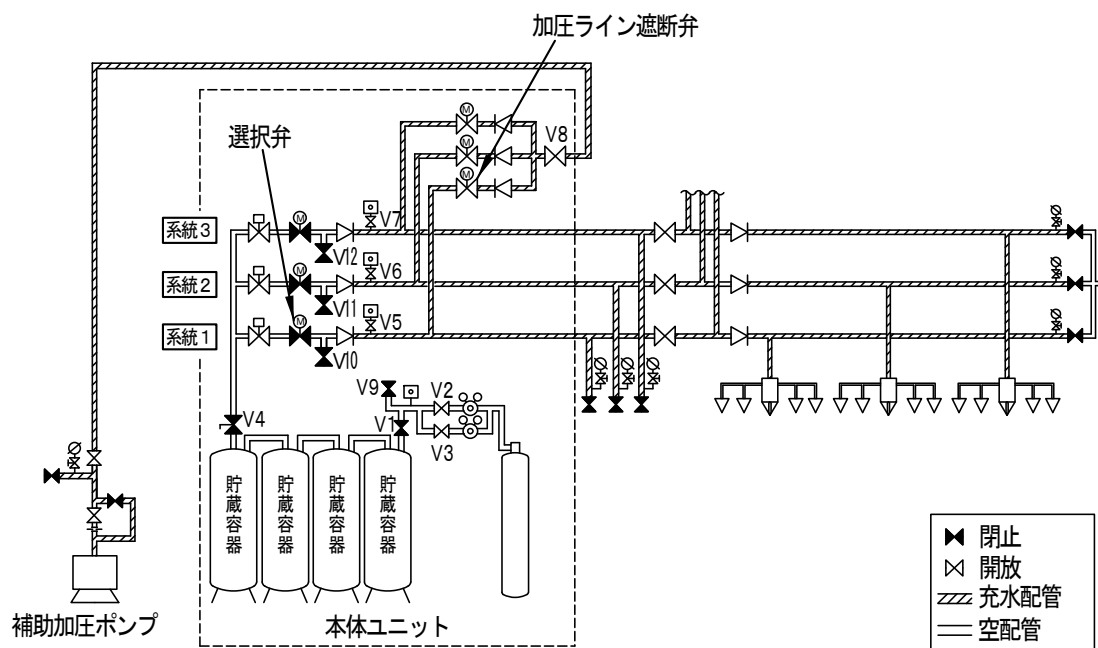 加圧ライン遮断弁
選択弁
V8
系統3
V7
V12
系統2
V6
V11
系統1
V5
V10
V9
V2
V4
V1
V3
貯蔵容器
貯蔵容器
貯蔵容器
貯蔵容器
M
M
M
M
M
M
補助加圧ポンプ
本体ユニット
閉止
開放
充水配管
空配管